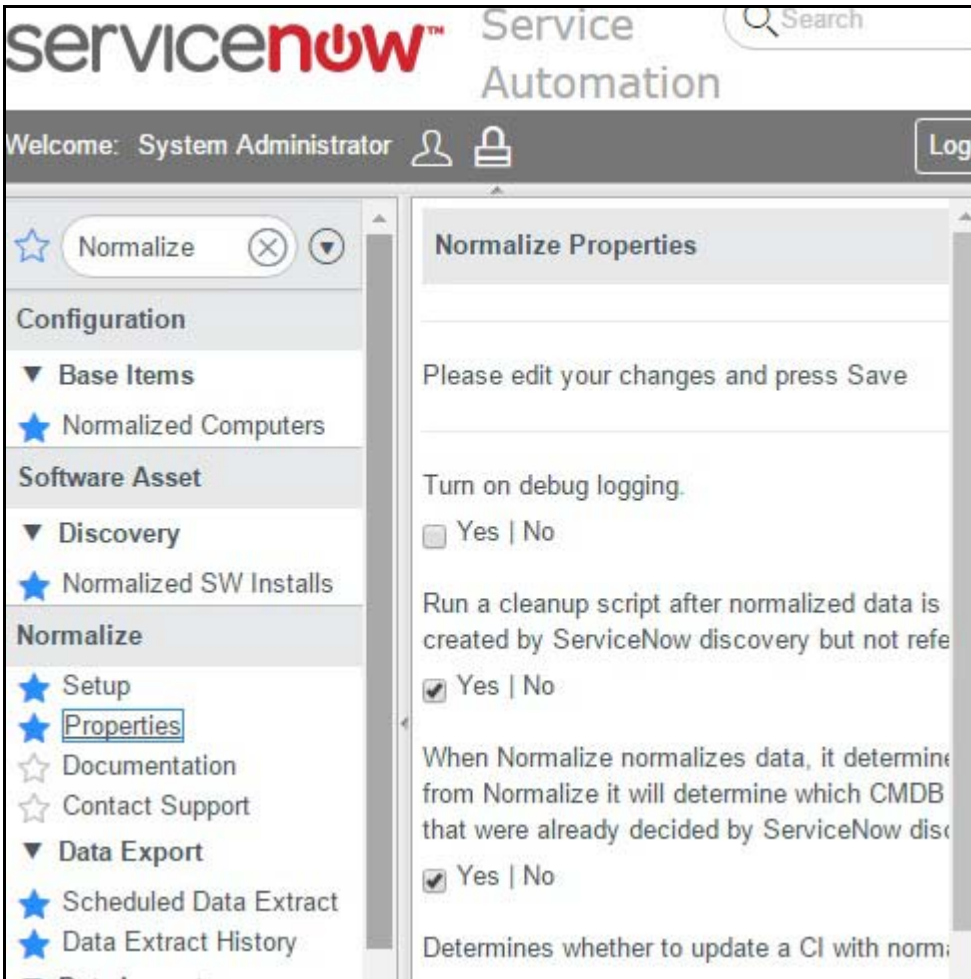 servicenow™
Service
Automation
Search
Welcome: System Administrator
Log
Normalize
Configuration
Base Items
Normalized Computers
Software Asset
Discovery
Normalized SW Installs
Normalize
Setup
Properties
Documentation
Contact Support
Data Export
Scheduled Data Extract
Data Extract History
Normalize Properties
Please edit your changes and press Save
Turn on debug logging.
Yes | No
Run a cleanup script after normalized data is
created by ServiceNow discovery but not refe
Yes | No
When Normalize normalizes data, it determine
from Normalize it will determine which CMDB
that were already decided by ServiceNow disc
Yes | No
Determines whether to update a CI with norma